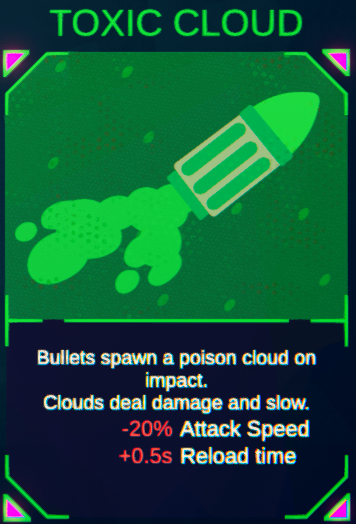 TOXIC CLOUD
Bullets spawn a poison cloud on
impact.
Clouds deal damage and slow.
-20% Attack Speed
+0.5s Reload time